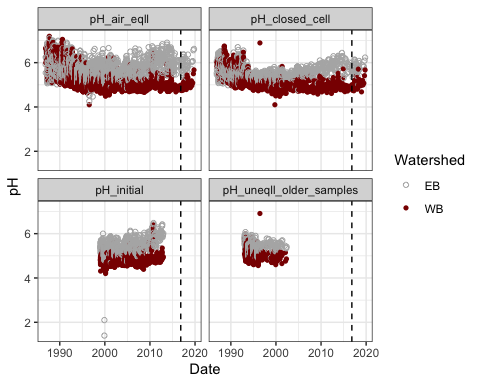 pH_air_eqll
pH_closed_cell
6
4
2
pH
pH_initial
pH_uneqll_older_samples
6
4
2
1990
2000
2010
2020
1990
2000
2010
2020
Date
Watershed
EB
WB